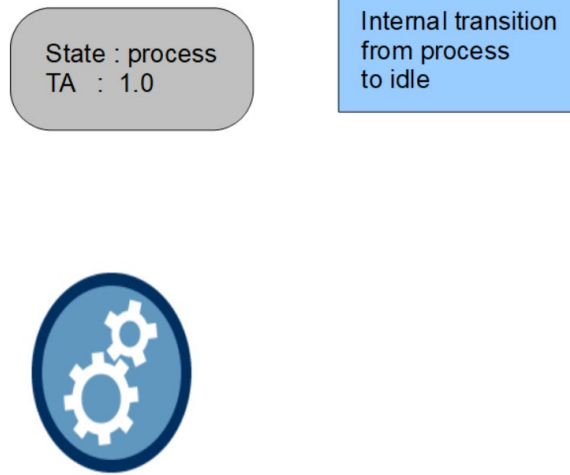 State : process
TA : 1.0
Internal transition
from process
to idle